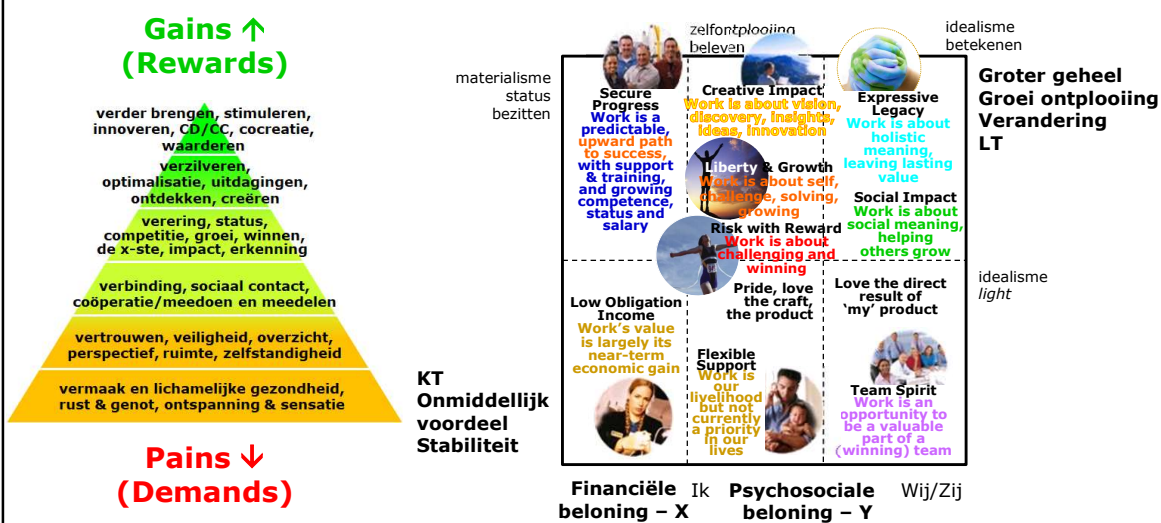 Gains ↑
(Rewards)
verder brengen, stimuleren,
innoveren, CD/CC, cocreatie,
waarderen
verzilveren,
optimalisatie, uitdagingen,
ontdekken, creëren
verering, status,
competitie, groei, winnen,
de x-ste, impact, erkenning
verbinding, sociaal contact,
coöperatie/meedoen en meedelen
vertrouwen, veiligheid, overzicht,
perspectief, ruimte, zelfstandigheid
vermaak en lichamelijke gezondheid,
rust & genot, ontspanning & sensatie
Pains ↓
(Demands)
materialisme
status
bezitten
zelfontplooiing
beleven
idealisme
betekenen
Groter geheel
Groei ontplooiing
Verandering
LT
idealisme
light
KT
Onmiddellijk
voordeel
Stabiliteit
Secure
Progress
Work is a
predictable,
upward path
to success,
with support
& training,
and growing
competence,
status and
salary
Creative Impact
Work is about vision,
discovery, insights,
ideas, innovation
Liberty & Growth
Work is about self,
challenge, solving,
growing
Risk with Reward
Work is about
challenging and
winning
Expressive
Legacy
Work is about
holistic
meaning,
leaving lasting
value
Social Impact
Work is about
social meaning,
helping
others grow
Low Obligation
Income
Work's value
is largely its
near-term
economic gain
Pride, love
the craft,
the product
Flexible
Support
Work is
our
livelihood
but not
currently
a priority
in our
lives
Love the direct
result of
‘my’ product
Team Spirit
Work is an
opportunity to
be a valuable
part of a
(winning) team
Financiële
beloning – X
Ik
Psychosociale
beloning – Y
Wij/Zij